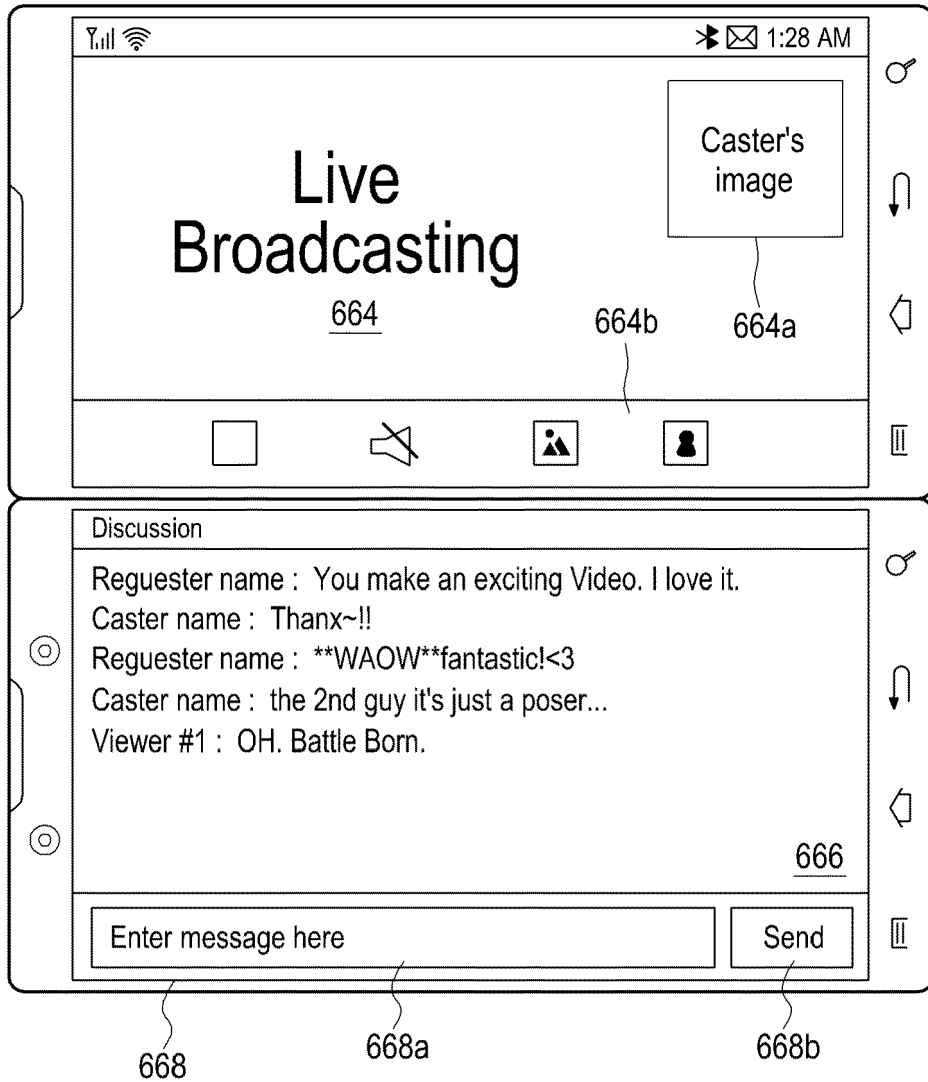 1:28 AM
Caster's
image
Live
Broadcasting
664
664b
664a
Discussion
Reguester name : You make an exciting Video. I love it.
Caster name : Thanx~!!
Reguester name : **WAOW**fantastic!<3
Caster name : the 2nd guy it's just a poser...
Viewer #1 : OH. Battle Born.
666
Enter message here
Send
668
668a
668b